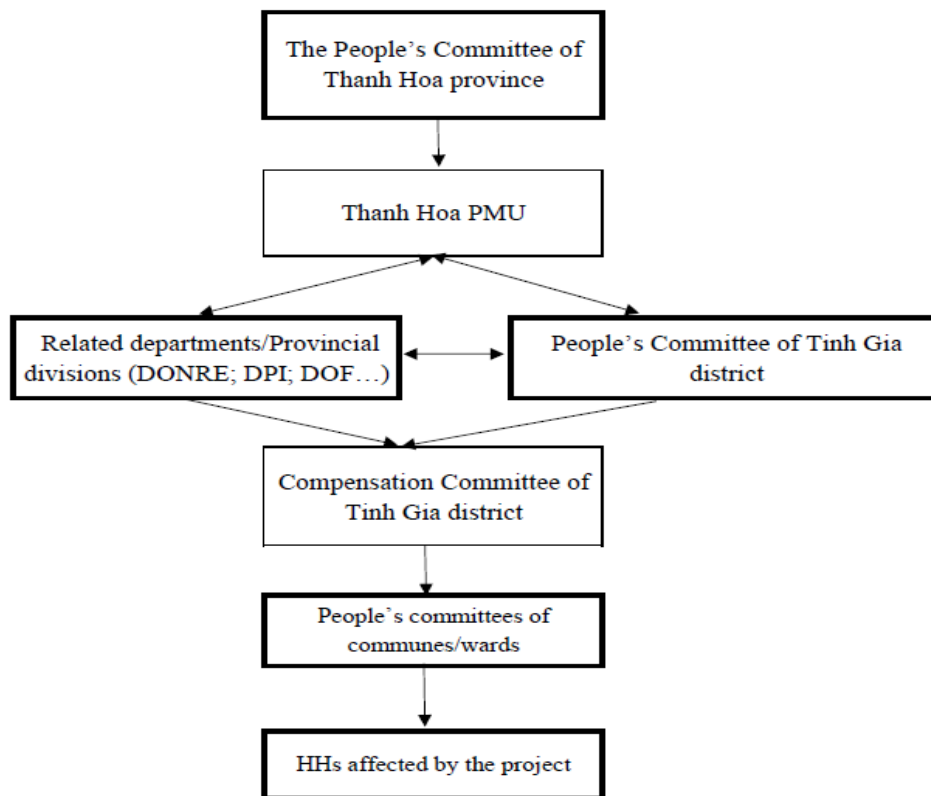 The People’s Committee of
Thanh Hoa province
Thanh Hoa PMU
Related departments/Provincial
divisions (DONRE; DPI; DOF…)
People’s Committee of Tinh Gia
district
Compensation Committee of
Tinh Gia district
People’s committees of
communes/wards
HHs affected by the project